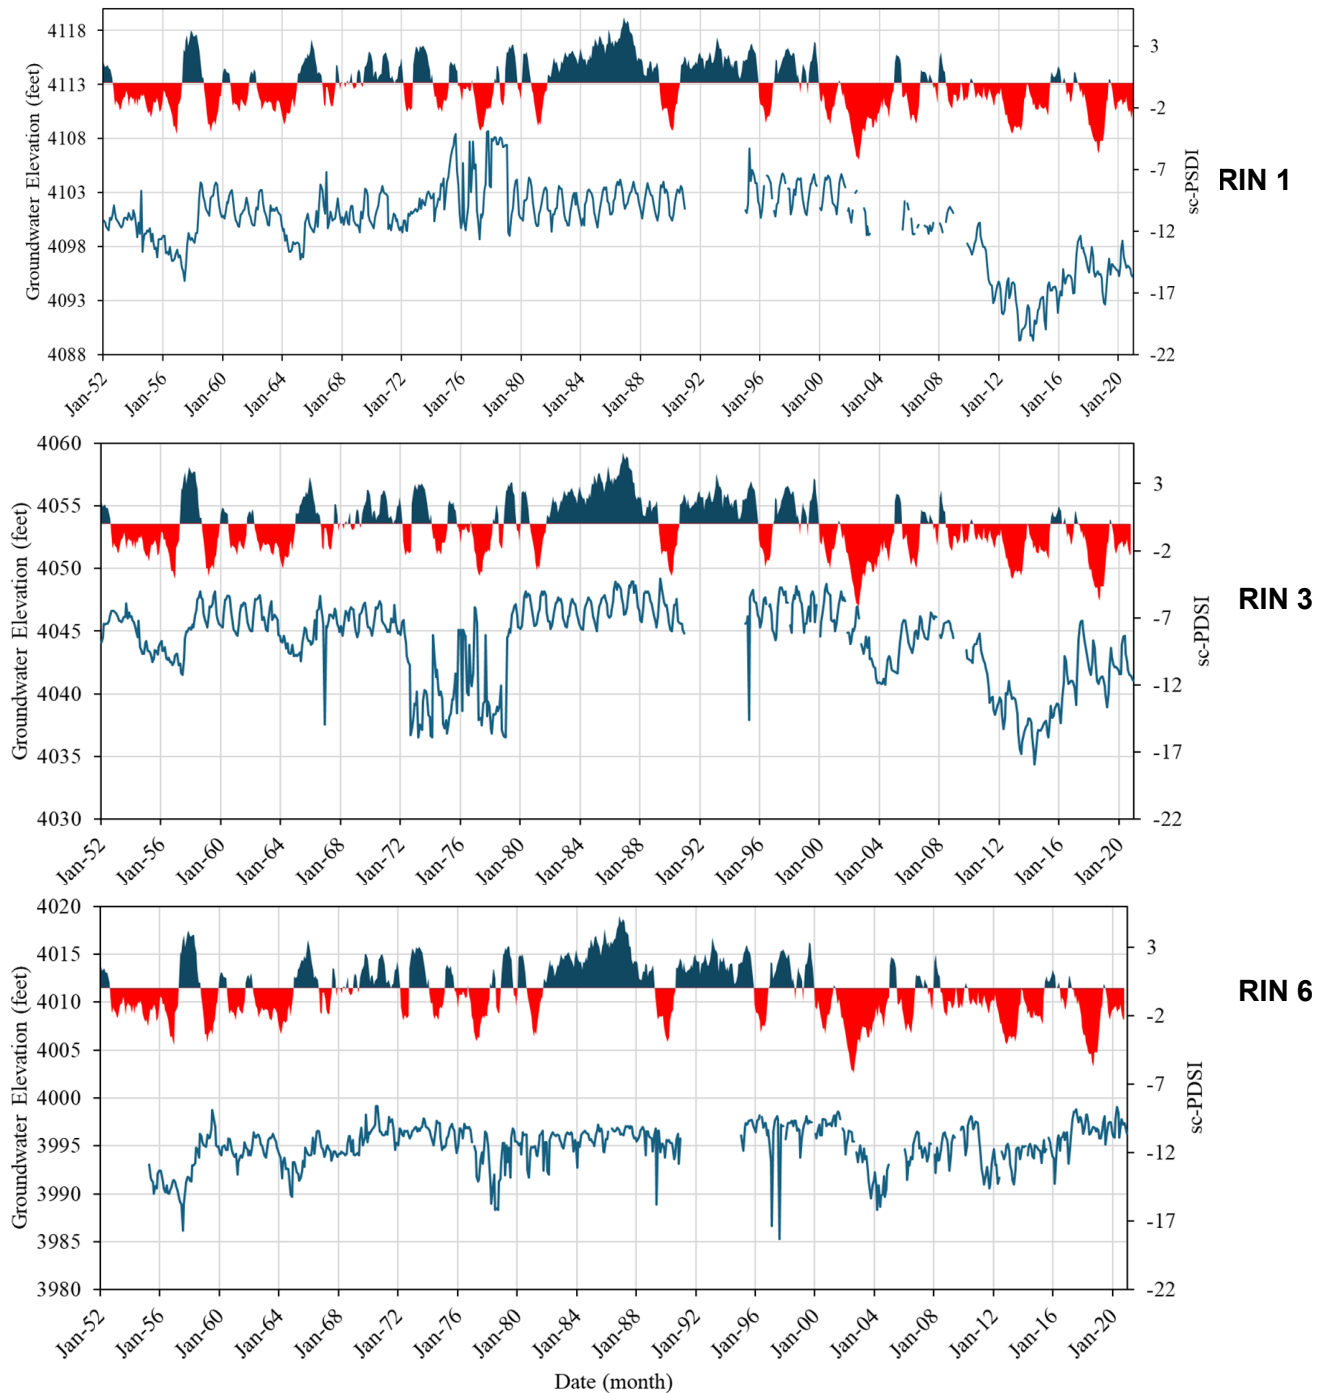 4118
4113
4108
4103
4098
4093
4088
Groundwater Elevation (feet)
3
-2
-7
-12
-17
-22
sc-PSDI
RIN 1
Jan-52
Jan-56
Jan-60
Jan-64
Jan-68
Jan-72
Jan-76
Jan-80
Jan-84
Jan-88
Jan-92
Jan-96
Jan-00
Jan-04
Jan-08
Jan-12
Jan-16
Jan-20
4060
4055
4050
4045
4040
4035
4030
Groundwater Elevation (feet)
3
-2
-7
-12
-17
-22
sc-PDSI
RIN 3
Jan-52
Jan-56
Jan-60
Jan-64
Jan-68
Jan-72
Jan-76
Jan-80
Jan-84
Jan-88
Jan-92
Jan-96
Jan-00
Jan-04
Jan-08
Jan-12
Jan-16
Jan-20
4020
4015
4010
4005
4000
3995
3990
3985
3980
Groundwater Elevation (feet)
3
-2
-7
-12
-17
-22
sc-PDSI
RIN 6
Jan-52
Jan-56
Jan-60
Jan-64
Jan-68
Jan-72
Jan-76
Jan-80
Jan-84
Jan-88
Jan-92
Jan-96
Jan-00
Jan-04
Jan-08
Jan-12
Jan-16
Jan-20
Date (month)